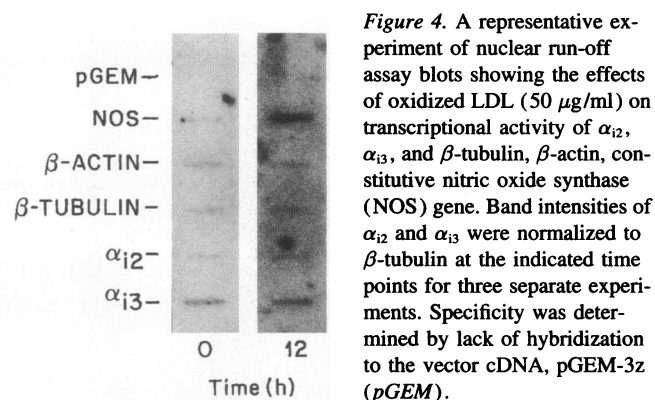 pGEM–
NOS–
β-ACTIN–
β-TUBULIN–
αi2–
αi3–
0 12
Time (h)
Figure 4. A representative ex-
periment of nuclear run-off
assay blots showing the effects
of oxidized LDL (50 μg/ml) on
transcriptional activity of αi2,
αi3, and β-tubulin, β-actin, con-
stitutive nitric oxide synthase
(NOS) gene. Band intensities of
αi2 and αi3 were normalized to
β-tubulin at the indicated time
points for three separate experi-
ments. Specificity was deter-
mined by lack of hybridization
to the vector cDNA, pGEM-3z
(pGEM).